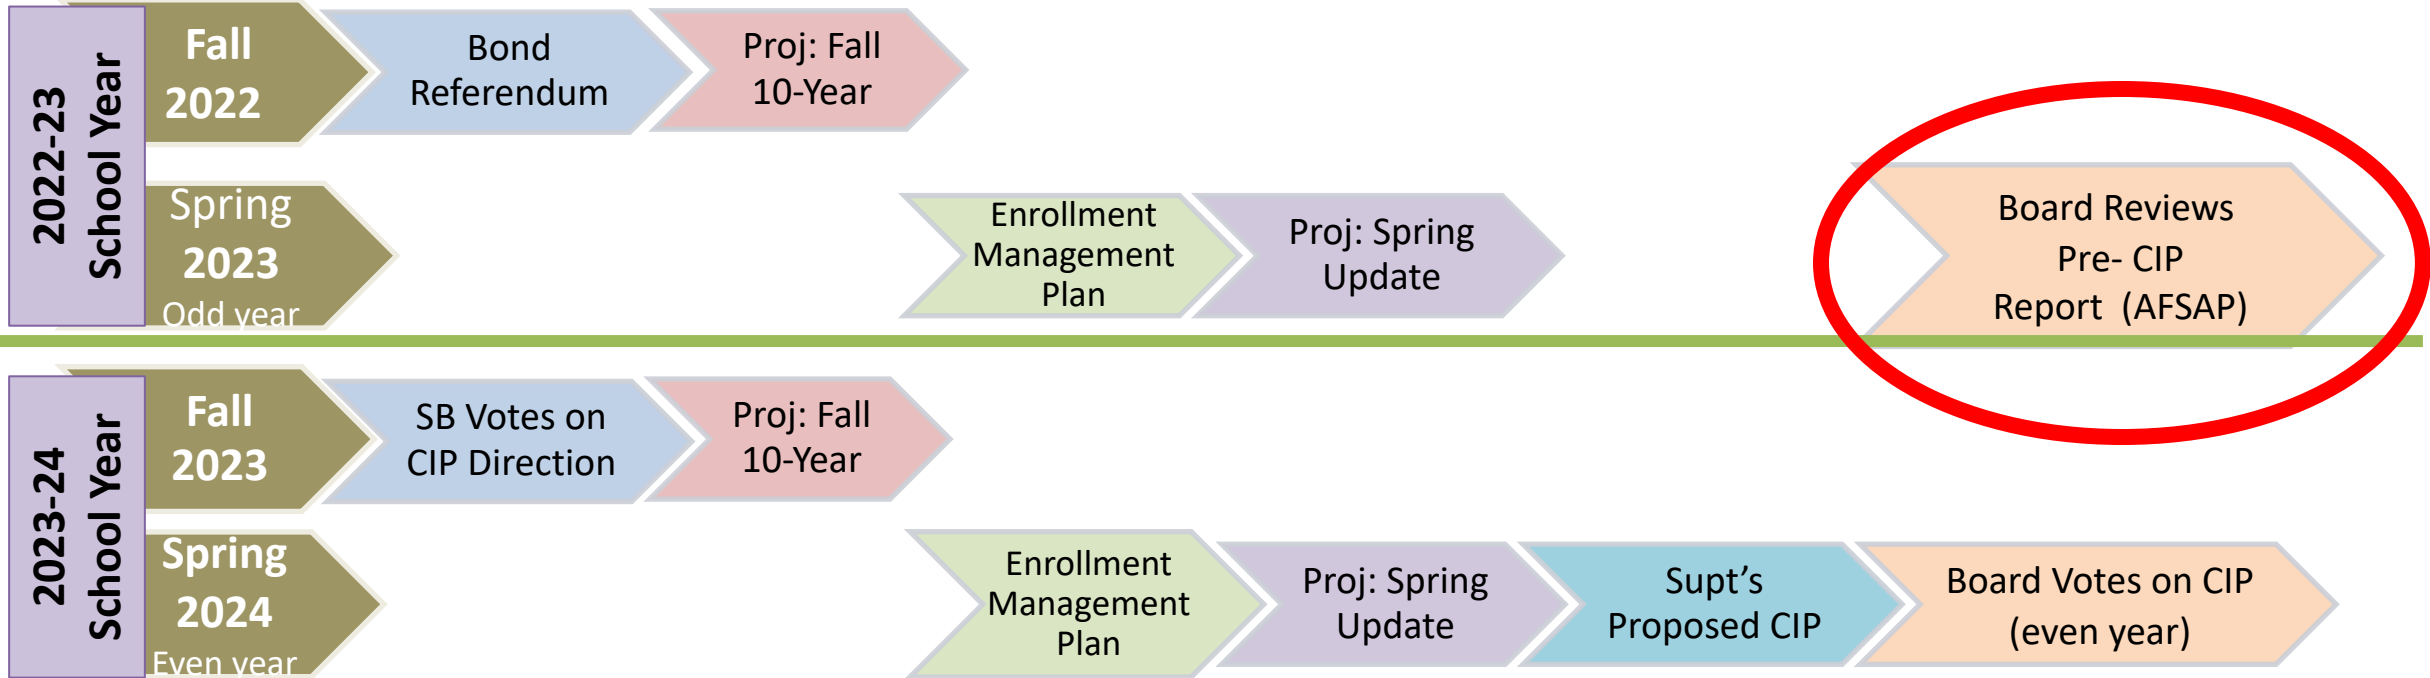 2022-23
School Year
Fall
2022
Bond
Referendum
Proj: Fall
10-Year
Spring
2023
Odd year
Enrollment
Management
Plan
Proj: Spring
Update
Board Reviews
Pre- CIP
Report (AFSAP)
2023-24
School Year
Fall
2023
SB Votes on
CIP Direction
Proj: Fall
10-Year
Spring
2024
Even year
Enrollment
Management
Plan
Proj: Spring
Update
Supt’s
Proposed CIP
Board Votes on CIP
(even year)